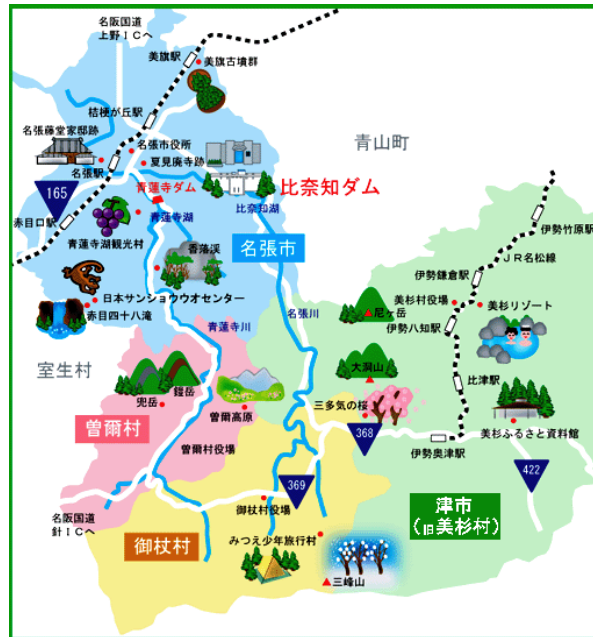 名阪国道
上野ICへ
美旗駅
美旗古墳群
桔梗が丘駅
名張藤堂家邸跡
名張市役所
夏見廃寺跡
青山町
名張駅
165
青蓮寺ダム
比奈知ダム
赤目口駅
青蓮寺湖
比奈知湖
伊勢竹原駅
青蓮寺湖観光村
名張市
香落渓
JR名松線
伊勢鎌倉駅
日本サンショウウオセンター
美杉村役場
美杉リゾート
赤目四十八滝
名張川
尼ヶ岳
伊勢八知駅
青蓮寺川
室生村
大洞山
比津駅
兜岳
鎧岳
曽爾高原
三多気の桜
曽爾村
368
美杉ふるさと資料館
曽爾村役場
伊勢奥津駅
422
369
御杖村役場
津市
(旧美杉村)
名阪国道
針ICへ
御杖村
みつえ少年旅行村
三峰山